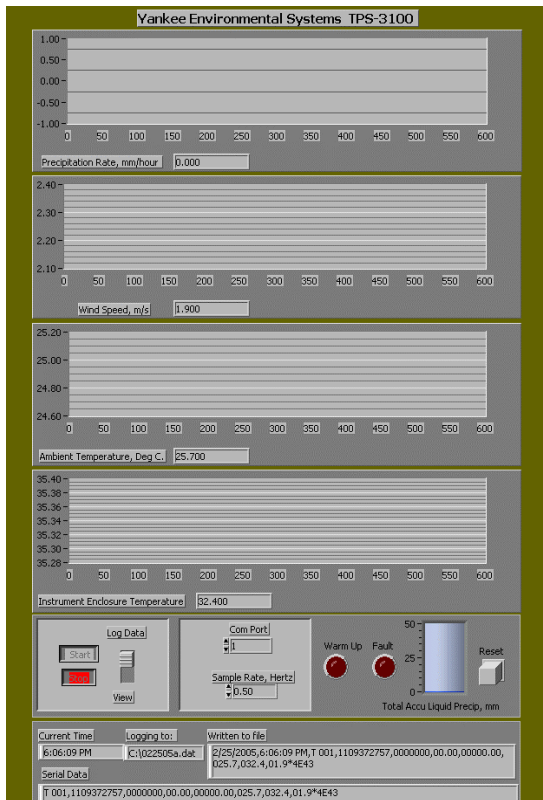 Yankee Environmental Systems TPS-3100
1.00
0.50
0.00
-0.50
-1.00
0 50 100 150 200 250 300 350 400 450 500 550 600
Precipitation Rate, mm/hour 0.000
2.40
2.30
2.20
2.10
0 50 100 150 200 250 300 350 400 450 500 550 600
Wind Speed, m/s 1.900
25.20
25.00
24.80
24.60
0 50 100 150 200 250 300 350 400 450 500 550 600
Ambient Temperature, Deg C. 25.700
35.40
35.38
35.36
35.34
35.32
35.30
35.28
0 50 100 150 200 250 300 350 400 450 500 550 600
Instrument Enclosure Temperature 32.400
Log Data
Start
Stop
View
Com Port
1
Sample Rate, Hertz
0.50
Warm Up Fault
50
25
0
Reset
Total Accu Liquid Precip, mm
Current Time Logging to: Written to file
6:06:09 PM C:\022505a.dat 2/25/2005,6:06:09 PM,T 001,1109372757,0000000,00.00,00000.00,
025.7,032.4,01.9*4E43
Serial Data
T 001,1109372757,0000000,00.00,00000.00,025.7,032.4,01.9*4E43